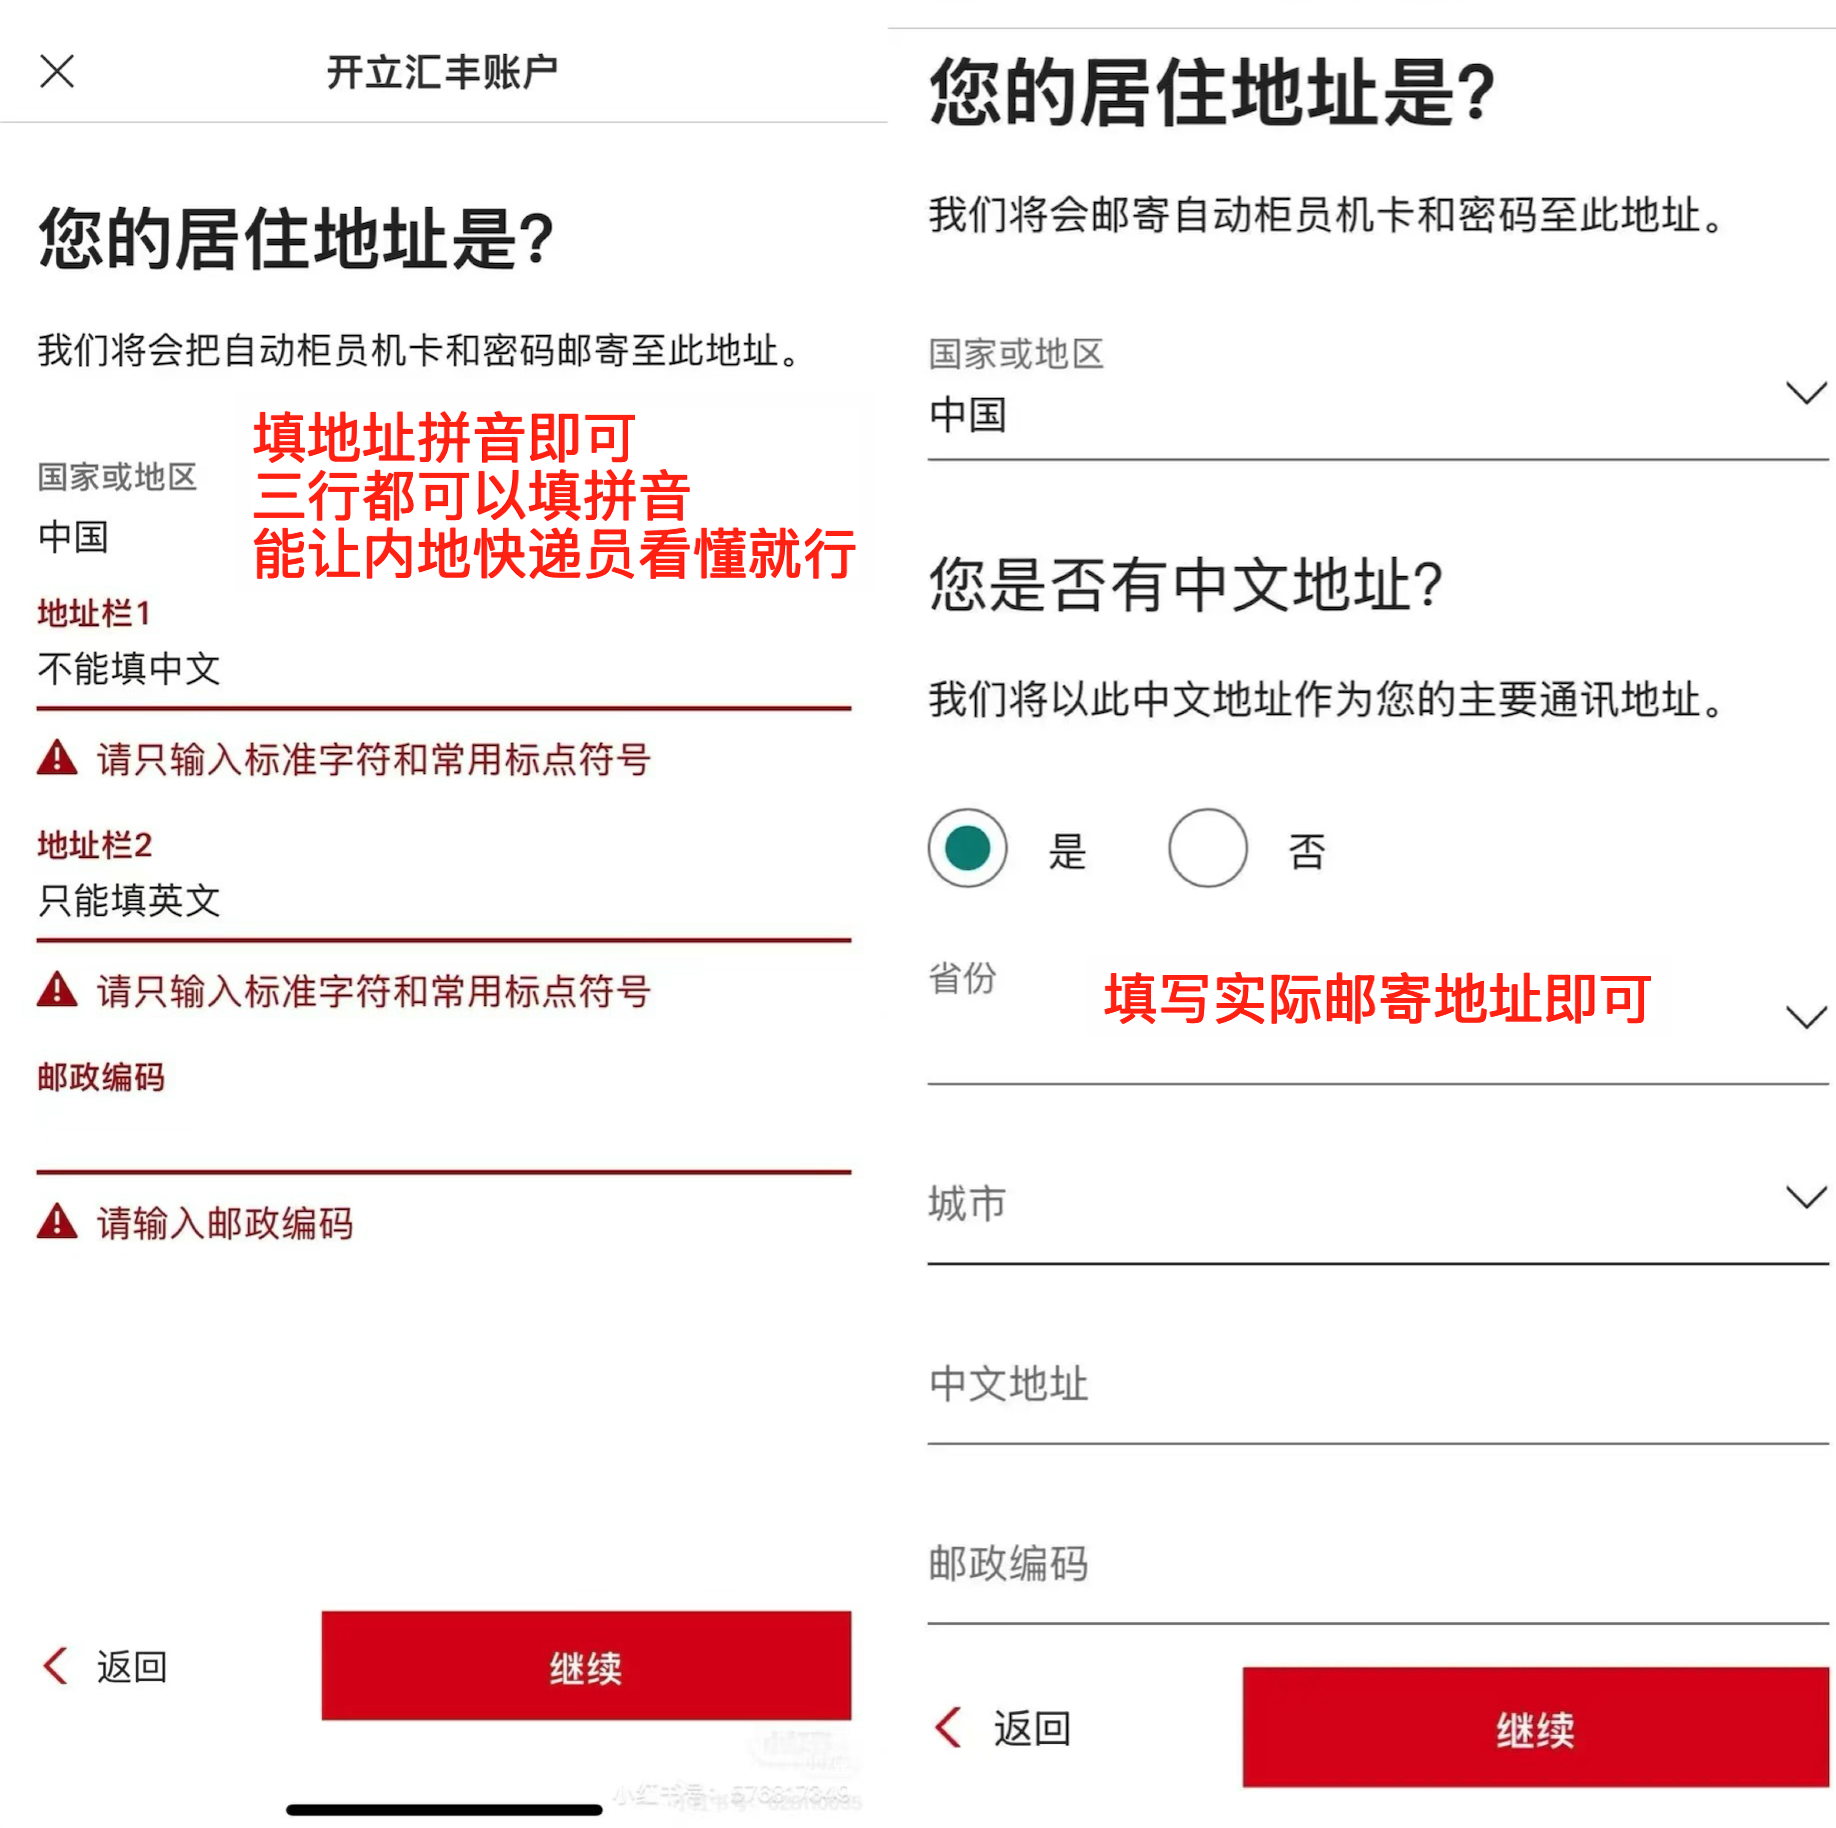 开立汇丰账户
您的居住地址是?
我们将会把自动柜员机卡和密码邮寄至此地址。
填地址拼音即可
三行都可以填拼音
能让内地快递员看懂就行
国家或地区
中国
地址栏1
不能填中文
请只输入标准字符和常用标点符号
地址栏2
只能填英文
请只输入标准字符和常用标点符号
邮政编码
请输入邮政编码
返回
继续
您的居住地址是?
我们将会邮寄自动柜员机卡和密码至此地址。
国家或地区
中国
您是否有中文地址?
我们将以此中文地址作为您的主要通讯地址。
是
否
省份
填写实际邮寄地址即可
城市
中文地址
邮政编码
返回
继续